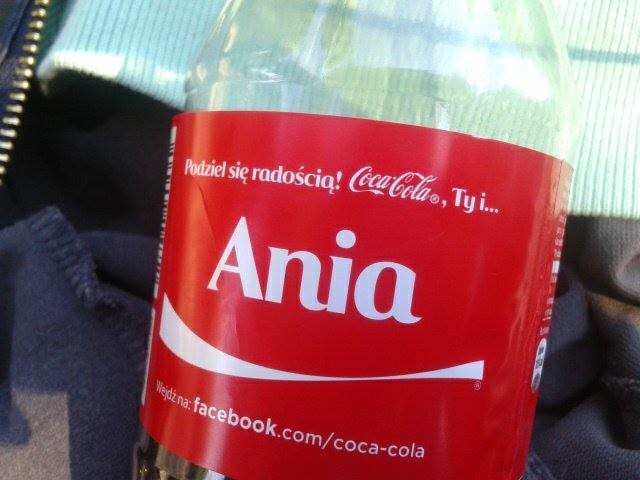 Podziel się radością! Coca-Cola®, Ty i...
Ania
®
Wejdź na: facebook.com/coca-cola